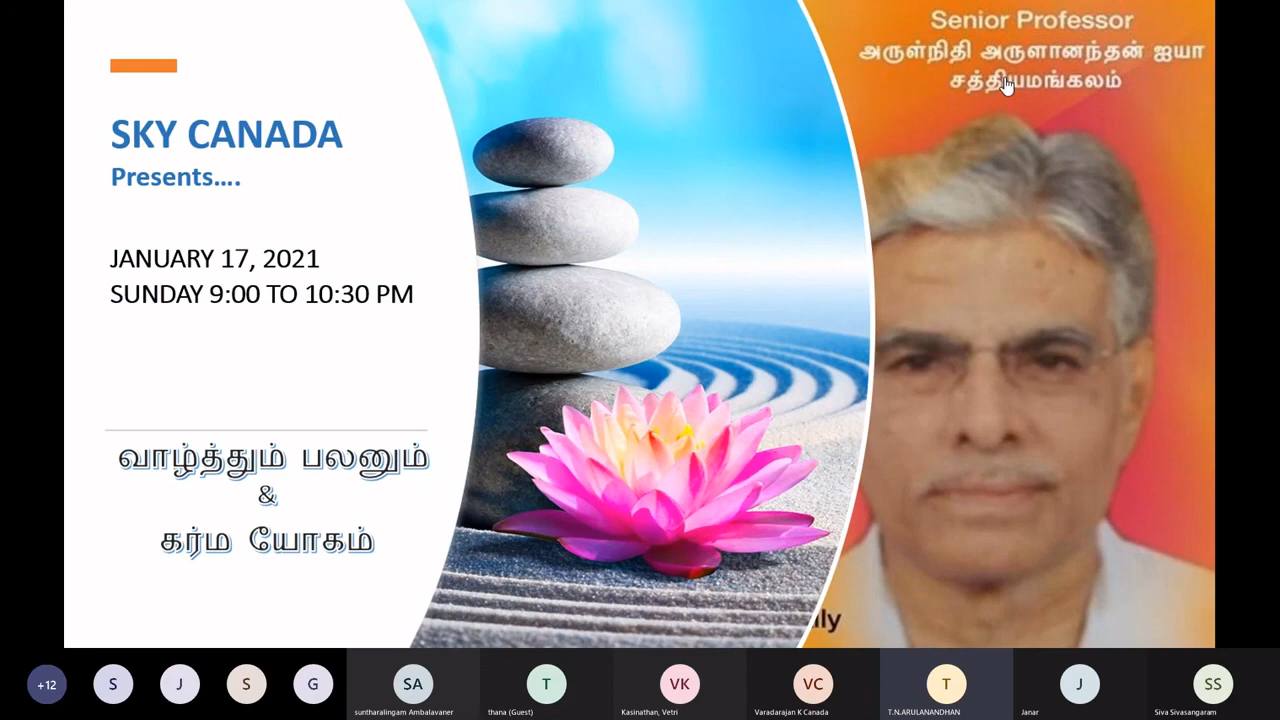 SKY CANADA
Presents....
JANUARY 17, 2021
SUNDAY 9:00 TO 10:30 PM
வாழ்த்தும் பலனும்
&
கர்ம யோகம்
Senior Professor
அருள்நிதி அருளானந்தன் ஐயா
சத்தியமங்கலம்
+12
S
J
S
G
SA
suntharalingam Ambalavaner
T
thana (Guest)
VK
Kasinathan, Vetri
VC
Varadarajan K Canada
T
T.N.ARULANANDHAN
J
Janar
SS
Siva Sivasangaram